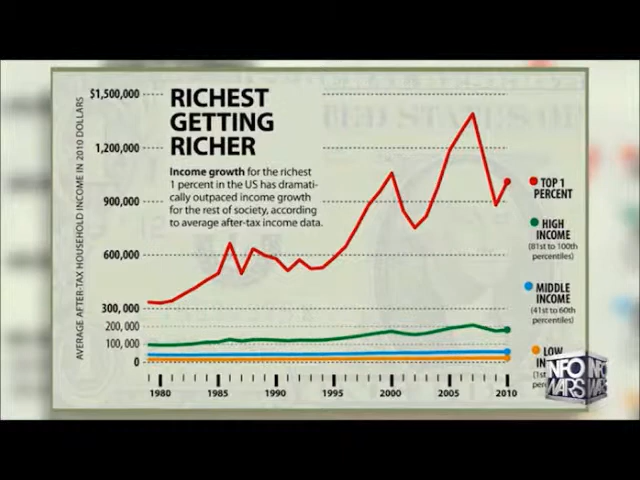 $1,500,000
1,200,000
900,000
600,000
300,000
200,000
100,000
0
AVERAGE AFTER-TAX HOUSEHOLD INCOME IN 2010 DOLLARS
RICHEST
GETTING
RICHER
Income growth for the richest
1 percent in the US has dramati-
cally outpaced income growth
for the rest of society, according
to average after-tax income data.
TOP 1
PERCENT
HIGH
INCOME
(81st to 100th
percentiles)
MIDDLE
INCOME
(41st to 60th
percentiles)
LOW
1980 1985 1990 1995 2000 2005 2010
INFO
WARS
UNITED STATES OF